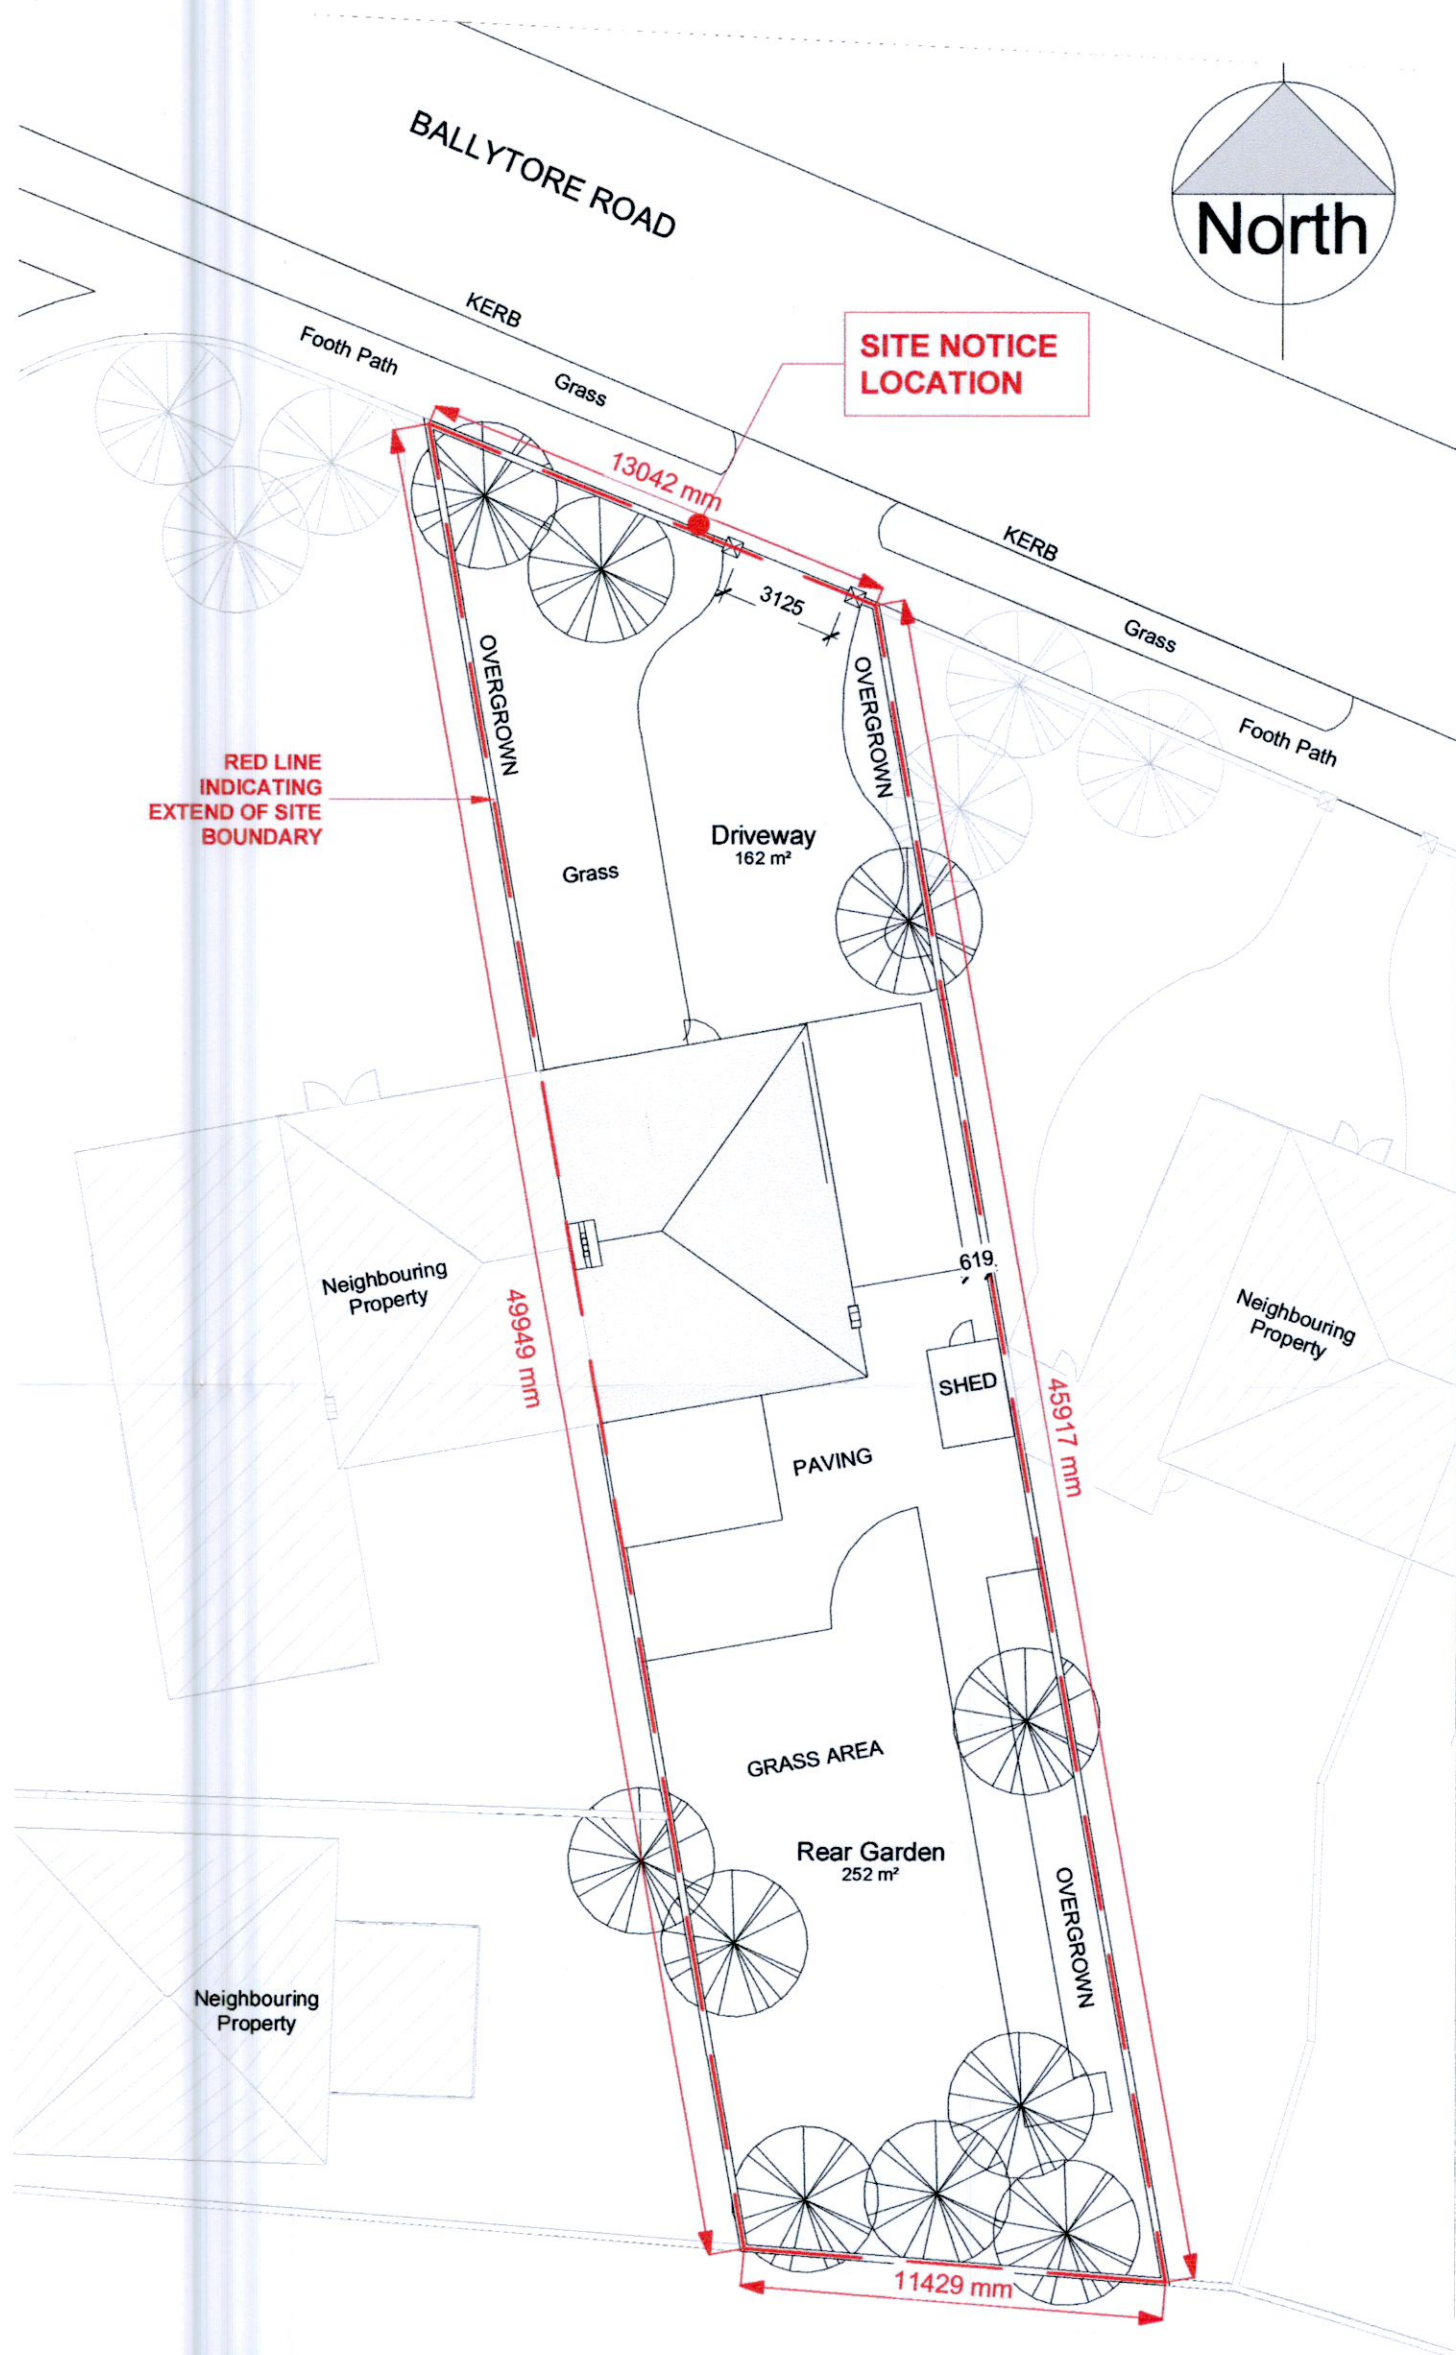 BALLYTORE ROAD
North
KERB
Footh Path
Grass
SITE NOTICE
LOCATION
13042 mm
KERB
3125
Grass
OVERGROWN
OVERGROWN
Footh Path
RED LINE
INDICATING
EXTEND OF SITE
BOUNDARY
Driveway
162 m²
Grass
619
Neighbouring
Property
49949 mm
Neighbouring
Property
SHED
45917 mm
PAVING
GRASS AREA
Rear Garden
252 m²
OVERGROWN
Neighbouring
Property
11429 mm